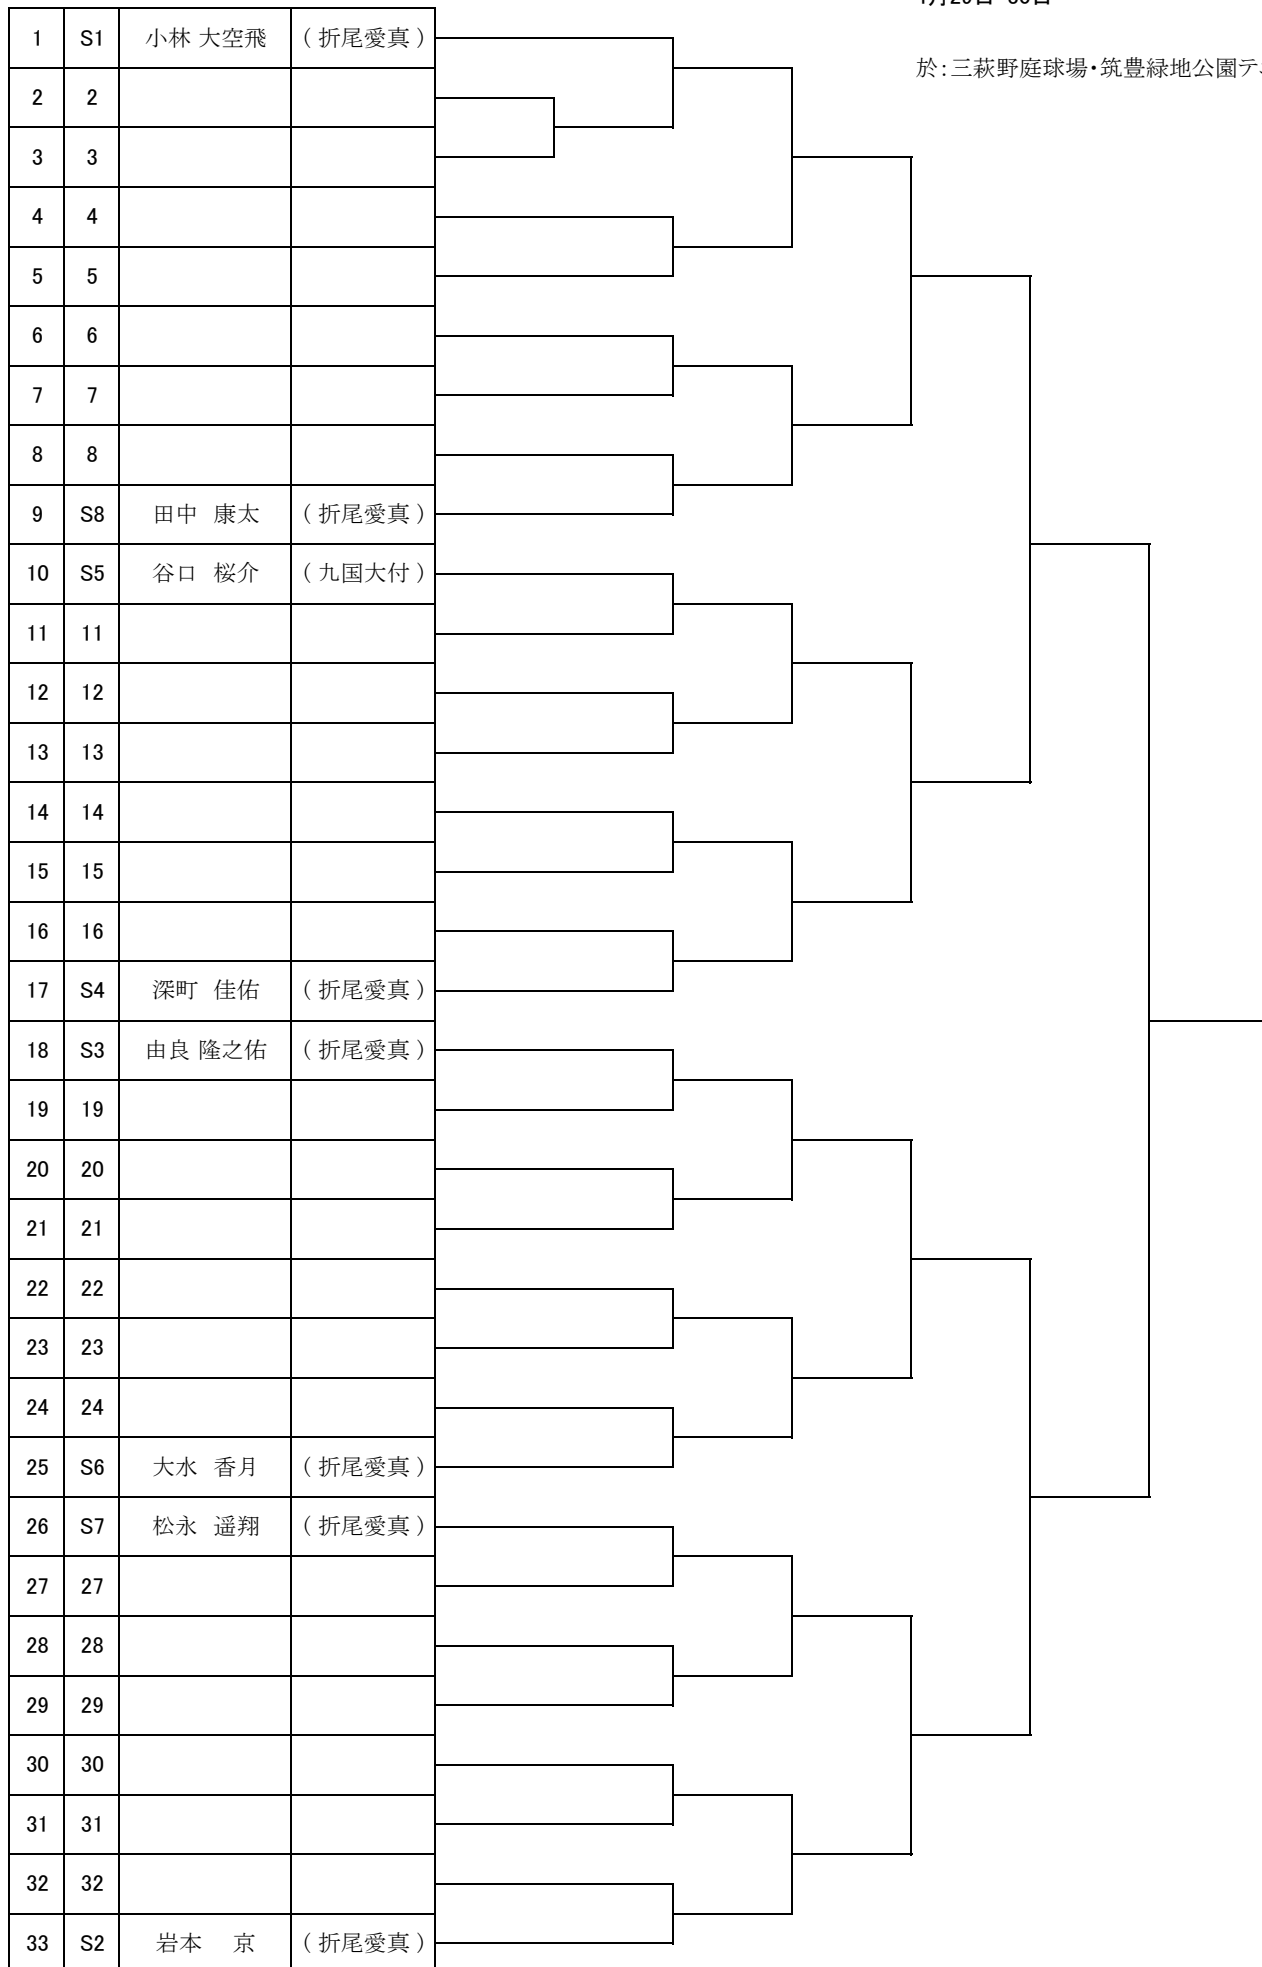 於:三萩野庭球場・筑豊緑地公園テ
1 S1 小林 大空飛 (折尾愛真)
2 2
3 3
4 4
5 5
6 6
7 7
8 8
9 S8 田中 康太 (折尾愛真)
10 S5 谷口 桜介 (九国大付)
11 11
12 12
13 13
14 14
15 15
16 16
17 S4 深町 佳佑 (折尾愛真)
18 S3 由良 隆之佑 (折尾愛真)
19 19
20 20
21 21
22 22
23 23
24 24
25 S6 大水 香月 (折尾愛真)
26 S7 松永 遥翔 (折尾愛真)
27 27
28 28
29 29
30 30
31 31
32 32
33 S2 岩本 京 (折尾愛真)